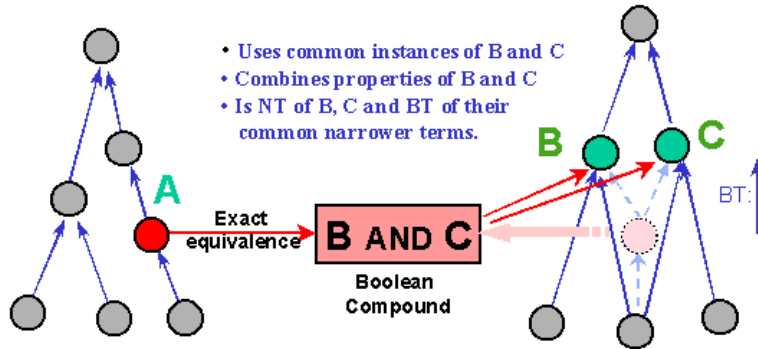 • Uses common instances of B and C
• Combines properties of B and C
• Is NT of B, C and BT of their
common narrower terms.
B
C
A
BT:
Exact
equivalence
B AND C
Boolean
Compound